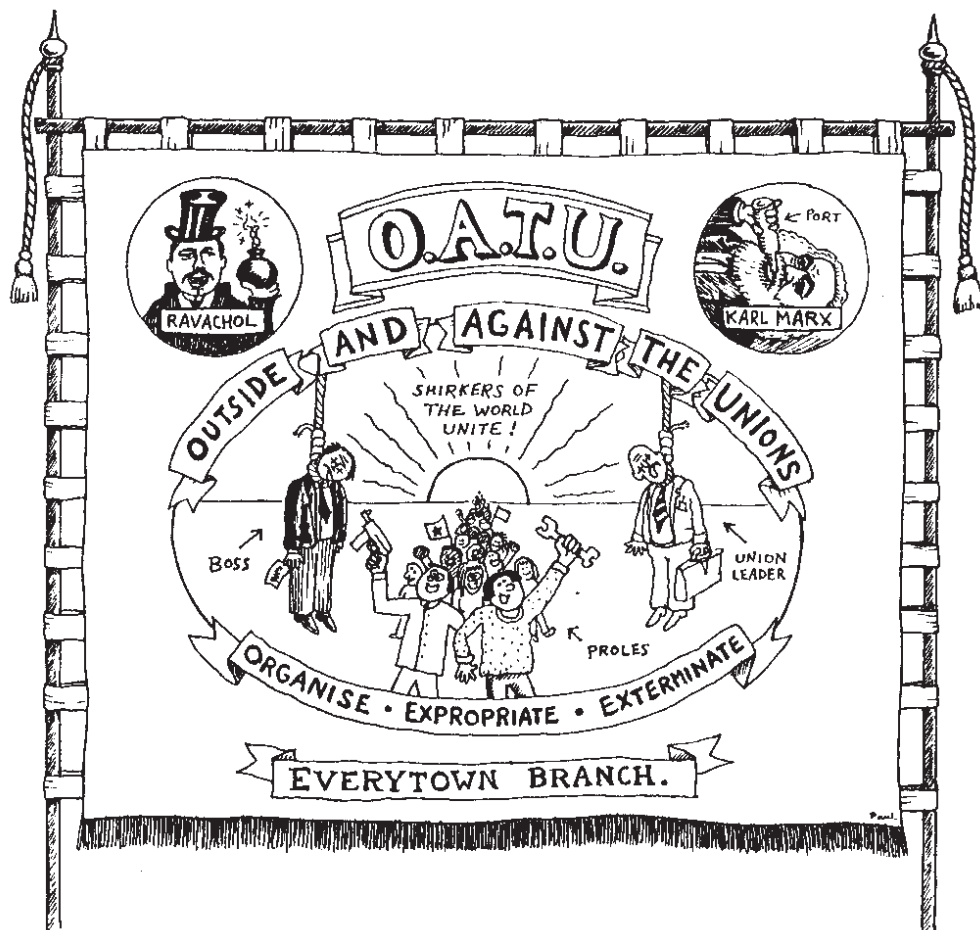 O.A.T.U.
RAVACHOL
PORT
KARL MARX
OUTSIDE AND AGAINST THE UNIONS
SHIRKERS OF
THE WORLD
UNITE!
BOSS
UNION
LEADER
PROLES
ORGANISE • EXPROPRIATE • EXTERMINATE
EVERYTOWN BRANCH.
Paul.